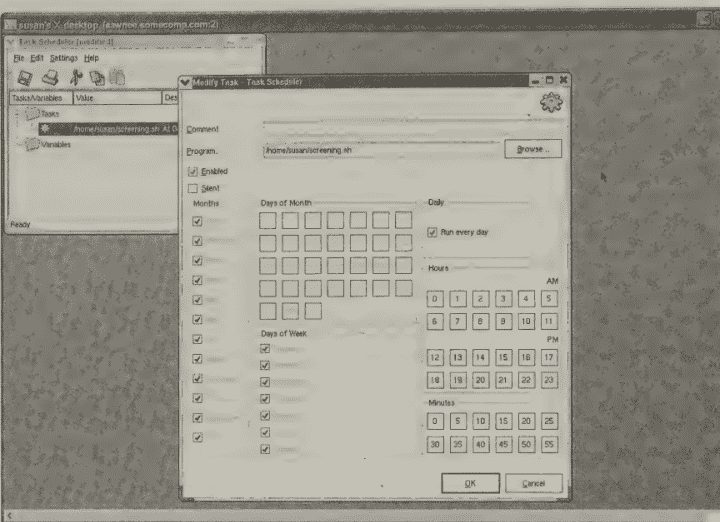 susan's X desktop (pawnee.somecomp.com:2)
Task Scheduler [modified]
File Edit Settings Help
Tasks/Variables Value Des
Tasks
/home/susan/screening.sh At
Variables
Ready
Modify Task - Task Scheduler
Comment
Program:
/home/susan/screening.sh
Browse...
Enabled
Silent
Months
Days of Month
Days of Week
Daily
Run every day
Hours
AM
0 1 2 3 4 5
6 7 8 9 10 11
PM
12 13 14 15 16 17
18 19 20 21 22 23
Minutes
0 5 10 15 20 25
30 35 40 45 50 55
OK Cancel